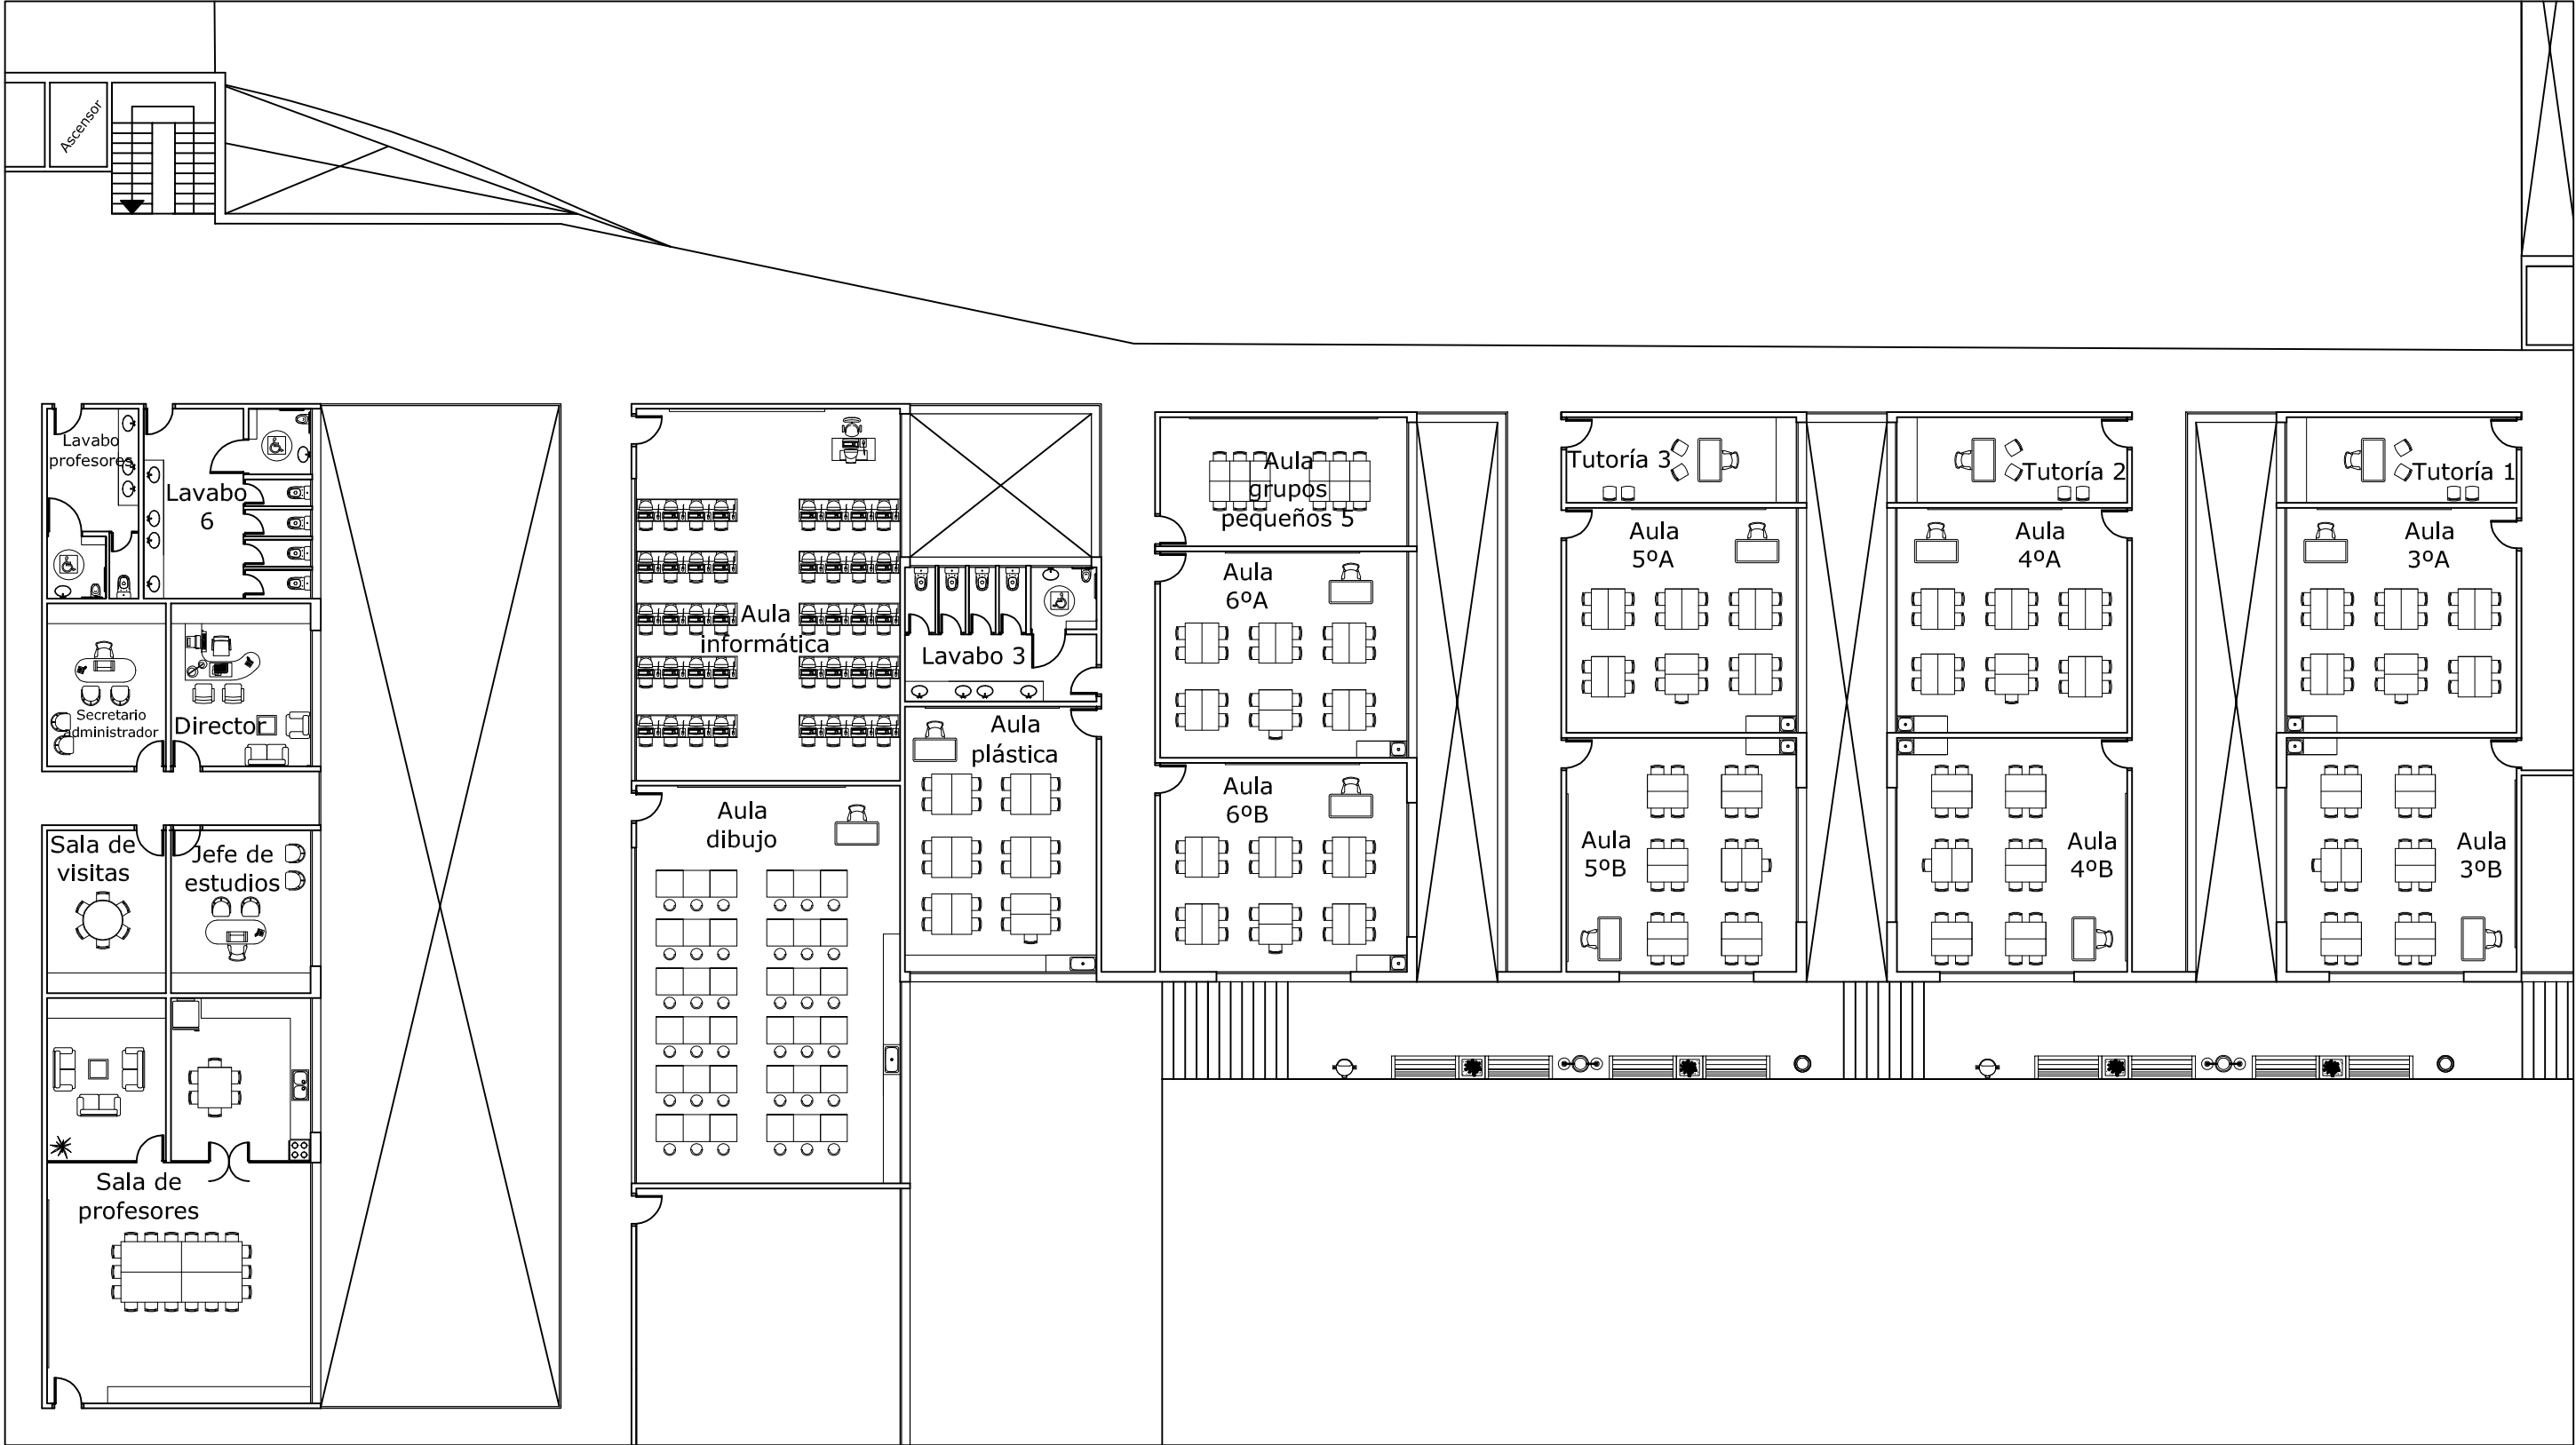 Ascensor
Lavabo
profesores
Lavabo
6
Secretario
administrador
Director
Sala de
visitas
Jefe de
estudios
Sala de
profesores
Aula
informática
Aula
dibujo
Lavabo 3
Aula
plástica
Aula
grupos
pequeños 5
Aula
6ºA
Aula
6ºB
Tutoría 3
Aula
5ºA
Aula
5ºB
Tutoría 2
Aula
4ºA
Aula
4ºB
Tutoría 1
Aula
3ºA
Aula
3ºB